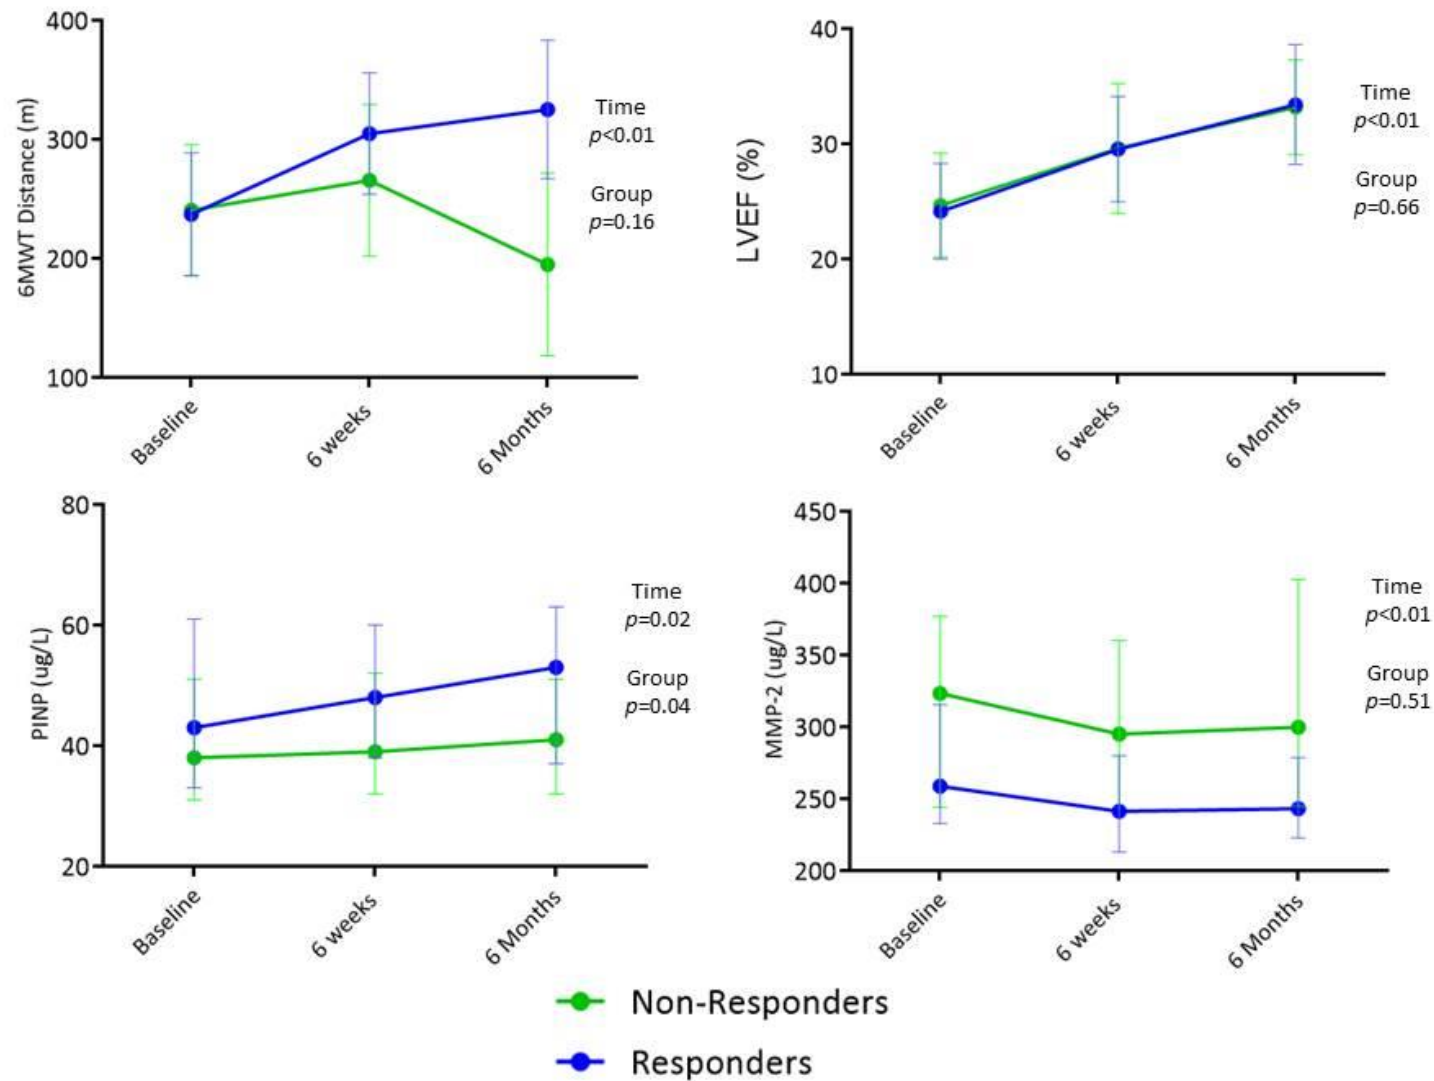 400
300
200
100
6MWT Distance (m)
Baseline
6 weeks
6 Months
Time
p<0.01
Group
p=0.16
40
30
20
10
LVEF (%)
Baseline
6 weeks
6 Months
Time
p<0.01
Group
p=0.66
80
60
40
20
PINP (ug/L)
Baseline
6 weeks
6 Months
Time
p=0.02
Group
p=0.04
450
400
350
300
250
200
MMP-2 (ug/L)
Baseline
6 weeks
6 Months
Time
p<0.01
Group
p=0.51
Non-Responders
Responders